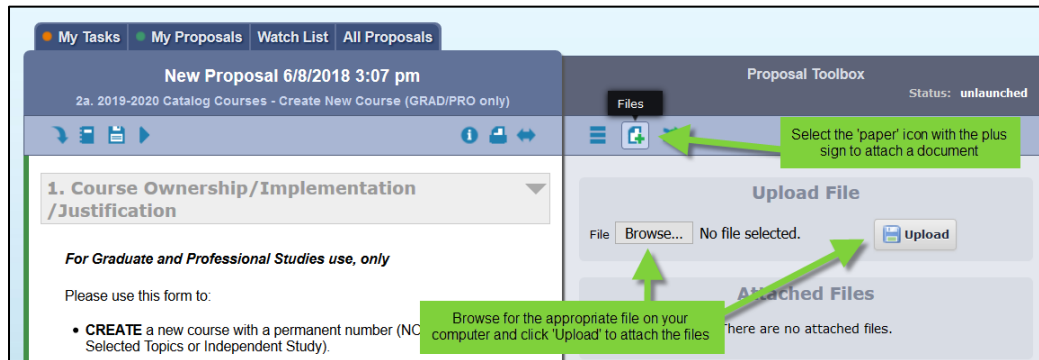 My Tasks My Proposals Watch List All Proposals
New Proposal 6/8/2018 3:07 pm
2a. 2019-2020 Catalog Courses - Create New Course (GRAD/PRO only)
1. Course Ownership/Implementation
/Justification
For Graduate and Professional Studies use, only
Please use this form to:
• CREATE a new course with a permanent number (NO
Selected Topics or Independent Study).
Proposal Toolbox
Status: unlaunched
Files
Select the 'paper' icon with the plus
sign to attach a document
Upload File
File Browse... No file selected. Upload
Attached Files
There are no attached files.
Browse for the appropriate file on your
computer and click 'Upload' to attach the files